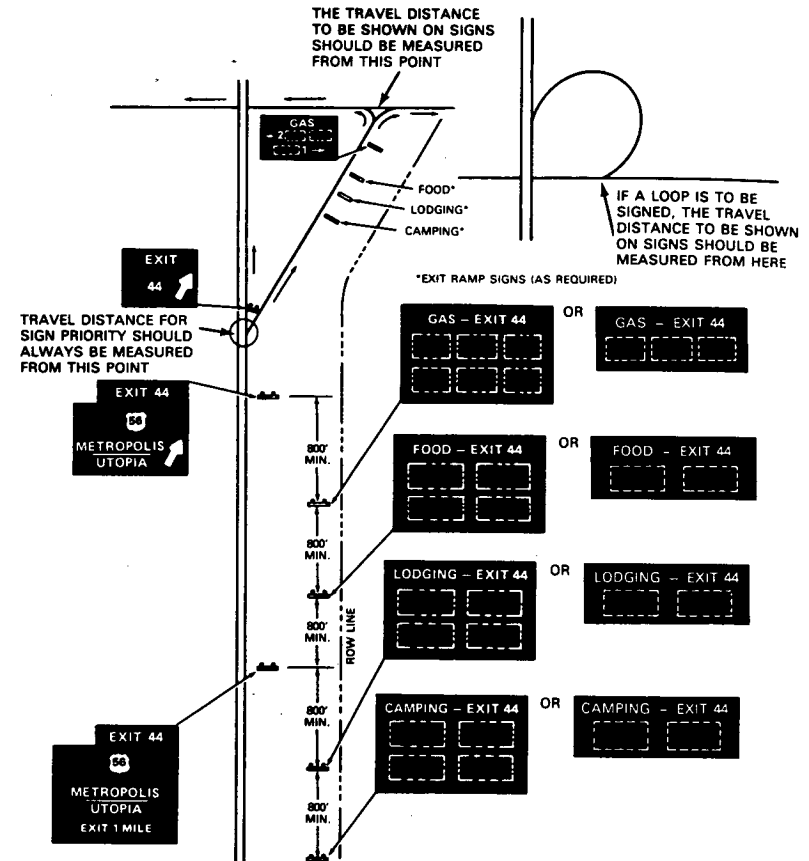 THE TRAVEL DISTANCE
TO BE SHOWN ON SIGNS
SHOULD BE MEASURED
FROM THIS POINT
GAS
2
1
FOOD*
LODGING*
CAMPING*
IF A LOOP IS TO BE
SIGNED, THE TRAVEL
DISTANCE TO BE SHOWN
ON SIGNS SHOULD BE
MEASURED FROM HERE
*EXIT RAMP SIGNS (AS REQUIRED)
EXIT
44
TRAVEL DISTANCE FOR
SIGN PRIORITY SHOULD
ALWAYS BE MEASURED
FROM THIS POINT
GAS – EXIT 44
OR
GAS – EXIT 44
EXIT 44
56
METROPOLIS
UTOPIA
800'
MIN.
FOOD – EXIT 44
OR
FOOD – EXIT 44
800'
MIN.
LODGING – EXIT 44
OR
LODGING – EXIT 44
800'
MIN.
ROW LINE
800'
MIN.
CAMPING – EXIT 44
OR
CAMPING – EXIT 44
EXIT 44
56
METROPOLIS
UTOPIA
EXIT 1 MILE
800'
MIN.